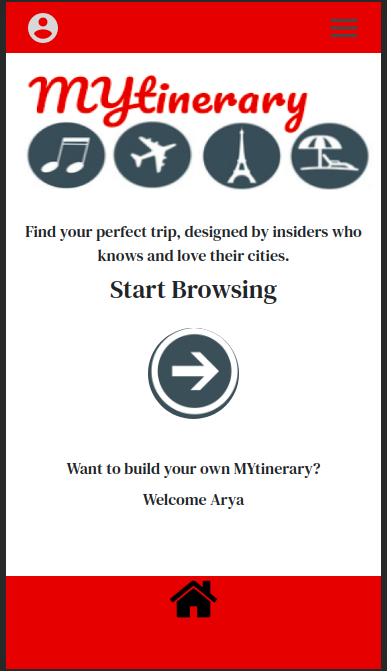 MYtinerary
Find your perfect trip, designed by insiders who
knows and love their cities.
Start Browsing
Want to build your own MYtinerary?
Welcome Arya